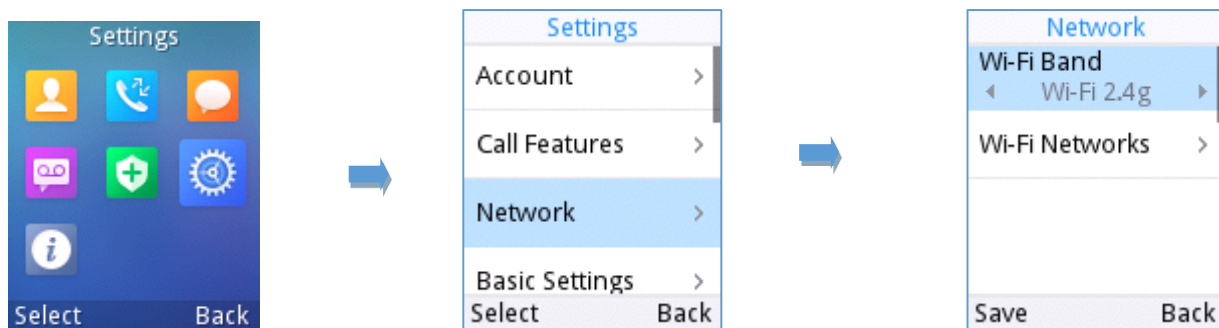 Settings
Select Back
Settings
Account
Call Features
Network
Basic Settings
Select Back
Network
Wi-Fi Band
Wi-Fi 2.4g
Wi-Fi Networks
Save Back